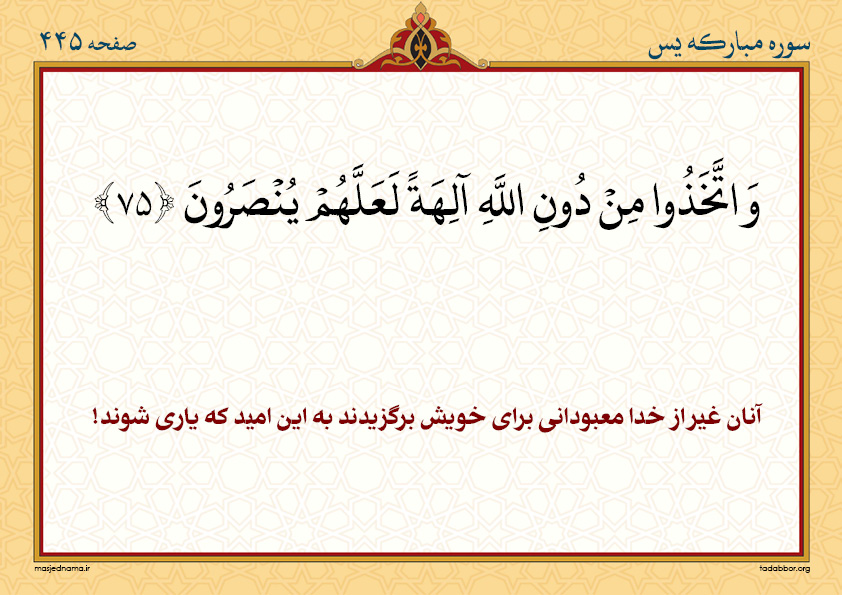 سوره مبارکه یس
صفحه ۴۴۵
وَاتَّخَذُوا مِنْ دُونِ اللَّهِ آلِهَةً لَعَلَّهُمْ يُنْصَرُونَ ﴿۷۵﴾
آنان غیر از خدا معبودانی برای خویش برگزیدند به این امید که یاری شوند!
masjednama.ir
tadabbor.org